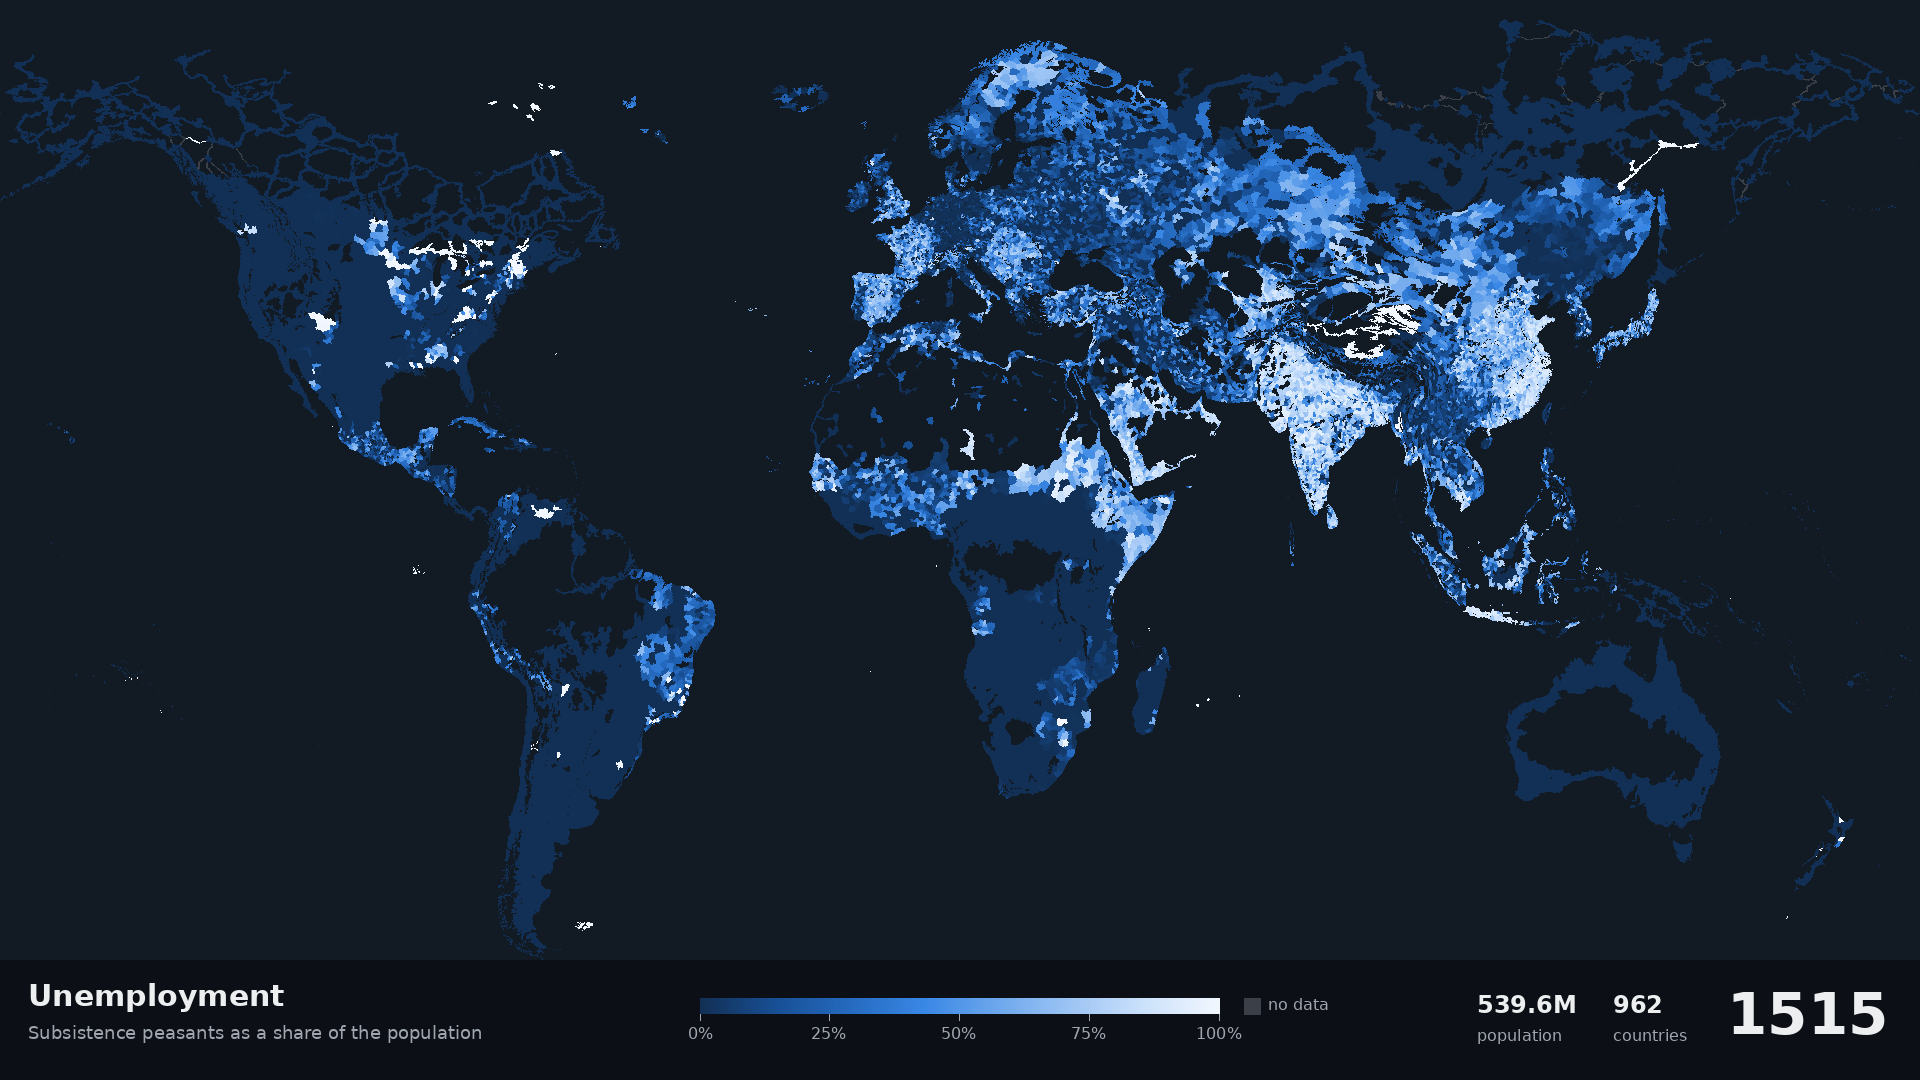 Unemployment
Subsistence peasants as a share of the population
0% 25% 50% 75% 100%
no data
539.6M
population
962
countries
1515